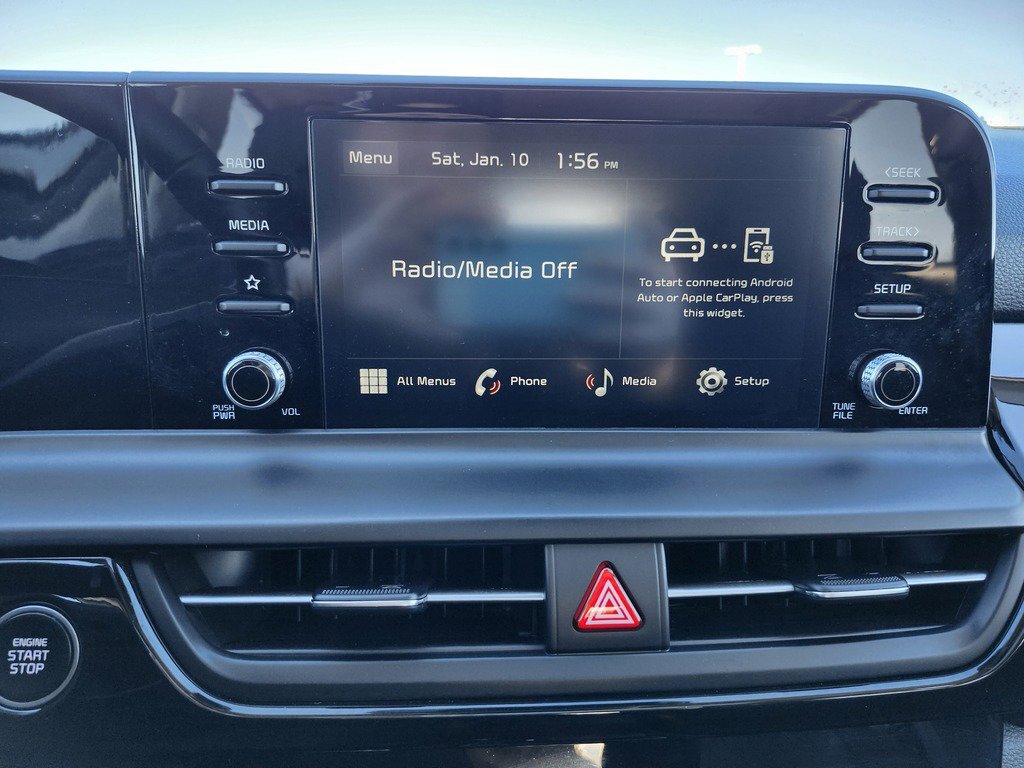 RADIO
MEDIA
PUSH
PWR
VOL
Menu
Sat, Jan. 10
1:56 PM
Radio/Media Off
To start connecting Android
Auto or Apple CarPlay, press
this widget.
All Menus
Phone
Media
Setup
<SEEK
TRACK>
SETUP
TUNE
FILE
ENTER
ENGINE
START
STOP